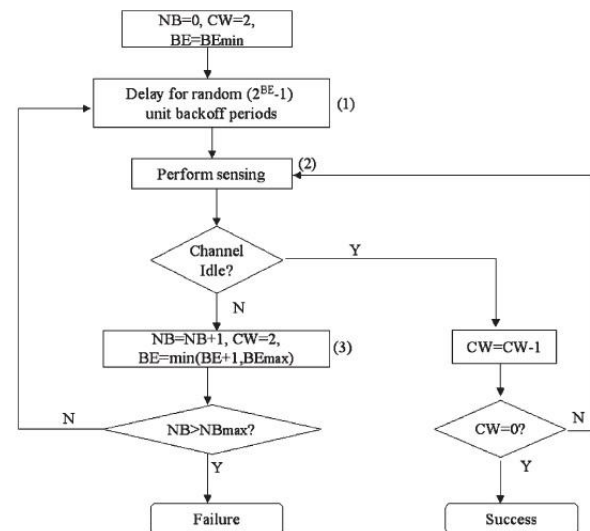 NB=0, CW=2,
BE=BEmin
Delay for random (2^BE-1)
unit backoff periods
(1)
(2)
Perform sensing
Channel
Idle?
Y
N
NB=NB+1, CW=2,
BE=min(BE+1,BEmax)
(3)
CW=CW-1
N
NB>NBmax?
CW=0?
N
Y
Y
Failure
Success